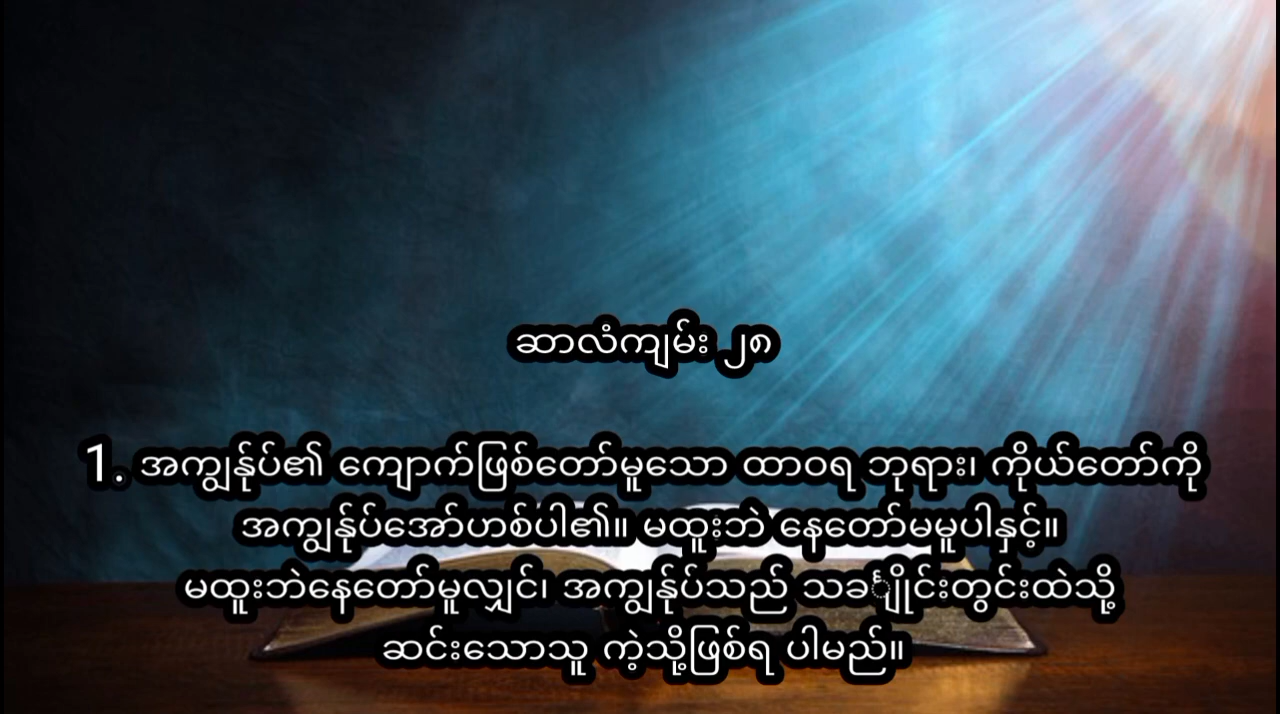 ဆာလံကျမ်း ၂၈
1. အကျွန်ုပ်၏ ကျောက်ဖြစ်တော်မူသော ထာဝရ ဘုရား၊ ကိုယ်တော်ကို
အကျွန်ုပ်အော်ဟစ်ပါ၏။ မထူးဘဲ နေတော်မမူပါနှင့်။
မထူးဘဲနေတော်မူလျှင်၊ အကျွန်ုပ်သည် သင်္ချိုင်းတွင်းထဲသို့
ဆင်းသောသူ ကဲ့သို့ဖြစ်ရ ပါမည်။